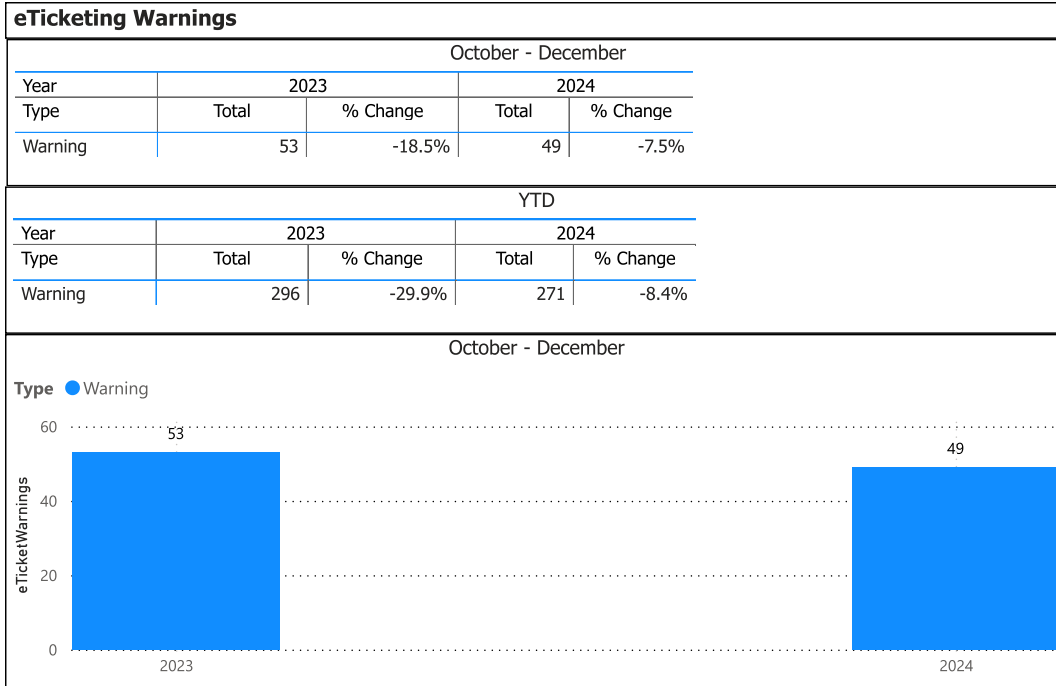 eTicketing Warnings
October - December
Year 2023 2024
Type Total % Change Total % Change
Warning 53 -18.5% 49 -7.5%
YTD
Year 2023 2024
Type Total % Change Total % Change
Warning 296 -29.9% 271 -8.4%
October - December
Type Warning
60
53
49
40
eTicketWarnings
20
0
2023 2024